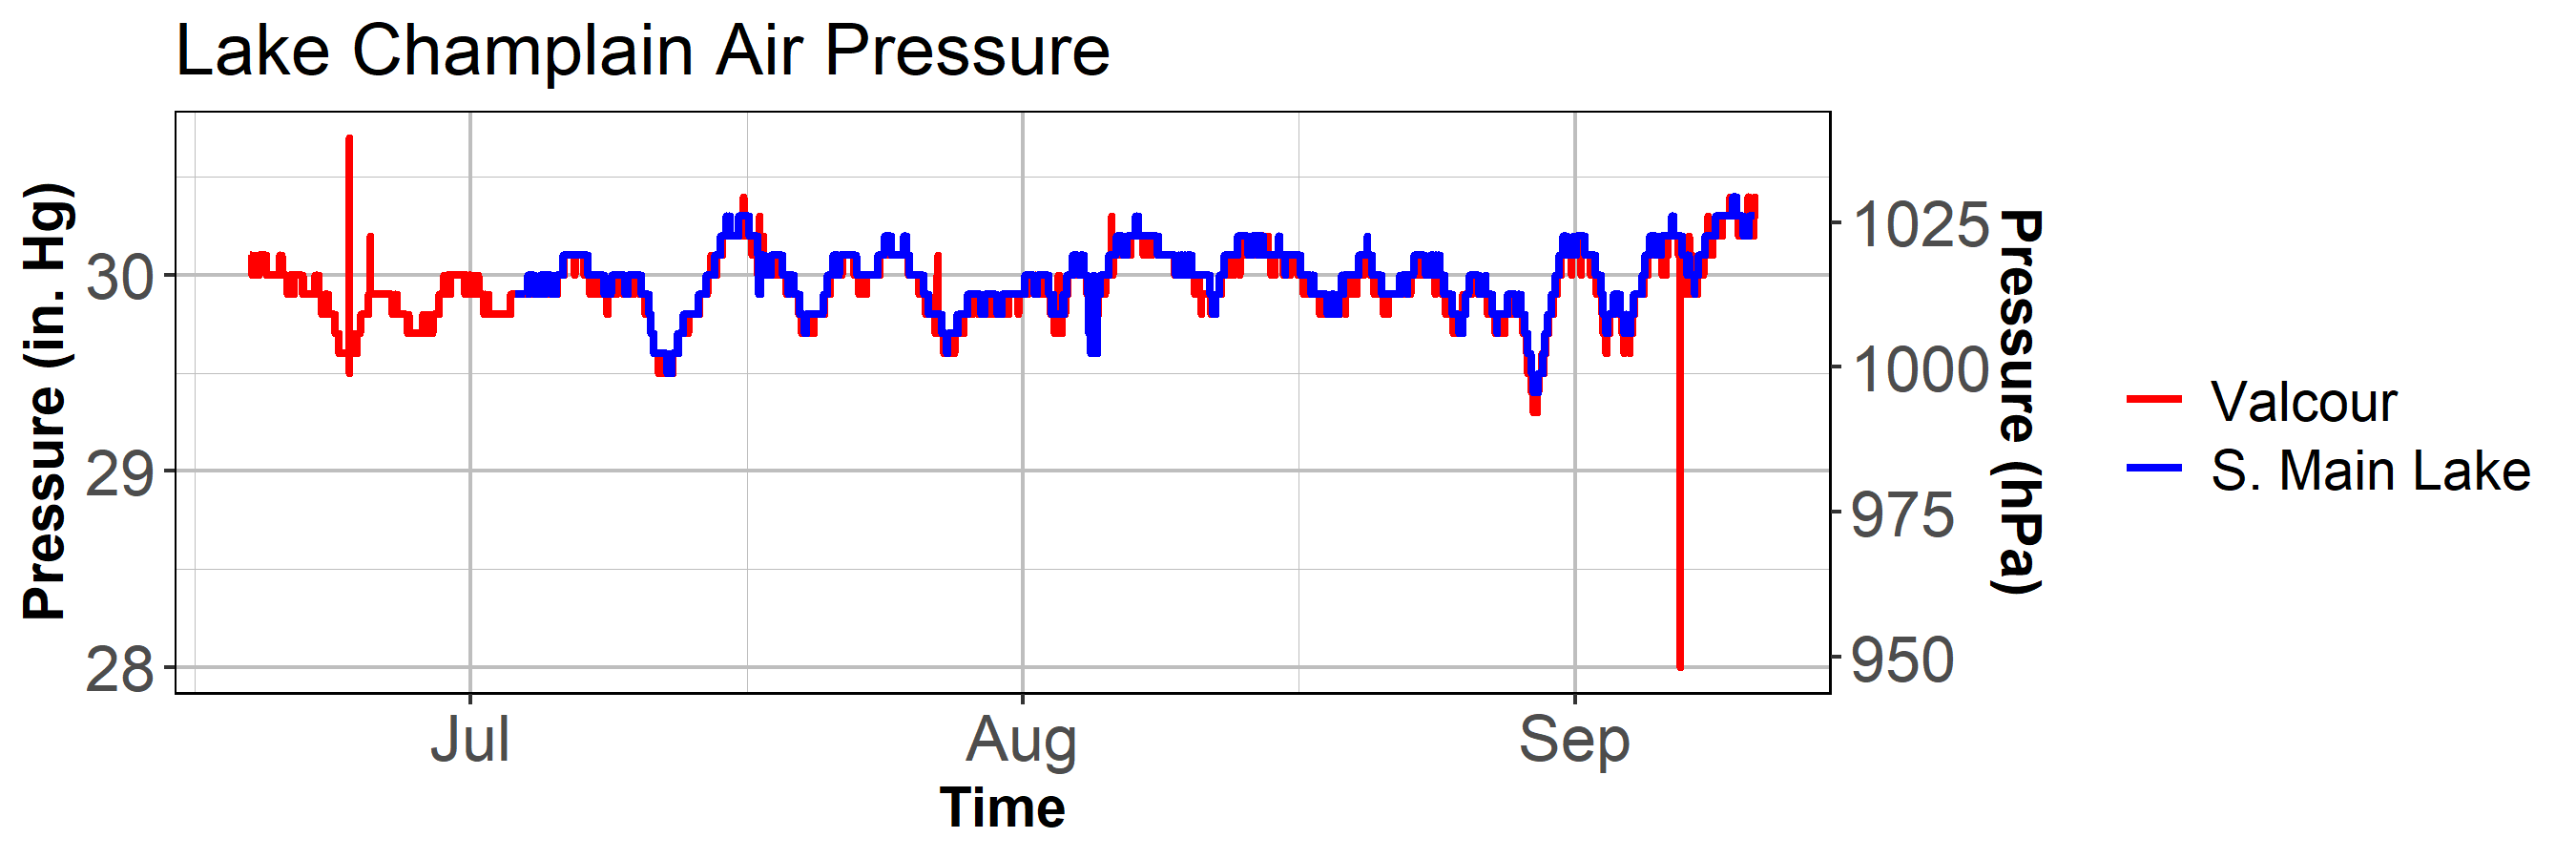 Lake Champlain Air Pressure
Pressure (in. Hg)
30
29
28
1025
1000
975
950
Pressure (hPa)
Jul
Aug
Sep
Time
Valcour
S. Main Lake